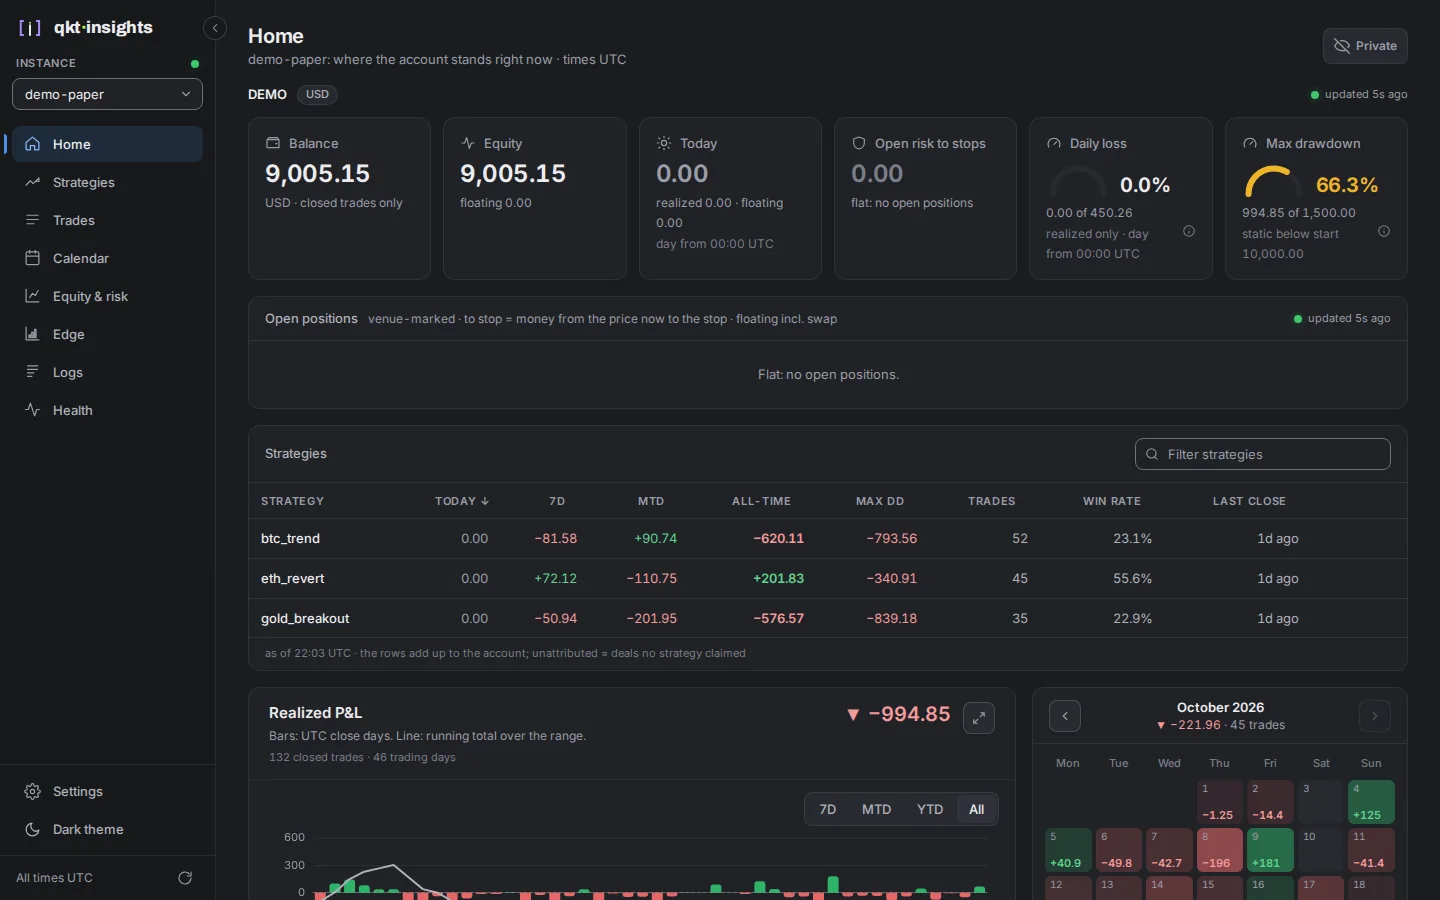 [i] qkt·insights
INSTANCE
demo-paper
Home
Strategies
Trades
Calendar
Equity & risk
Edge
Logs
Health
Settings
Dark theme
All times UTC
Home
demo-paper: where the account stands right now · times UTC
Private
DEMO USD
updated 5s ago
Balance
9,005.15
USD · closed trades only
Equity
9,005.15
floating 0.00
Today
0.00
realized 0.00 · floating
0.00
day from 00:00 UTC
Open risk to stops
0.00
flat: no open positions
Daily loss
0.0%
0.00 of 450.26
realized only · day
from 00:00 UTC
Max drawdown
66.3%
994.85 of 1,500.00
static below start
10,000.00
Open positions venue-marked · to stop = money from the price now to the stop · floating incl. swap
updated 5s ago
Flat: no open positions.
Strategies
Filter strategies
STRATEGY TODAY ↓ 7D MTD ALL-TIME MAX DD TRADES WIN RATE LAST CLOSE
btc_trend 0.00 −81.58 +90.74 −620.11 −793.56 52 23.1% 1d ago
eth_revert 0.00 +72.12 −110.75 +201.83 −340.91 45 55.6% 1d ago
gold_breakout 0.00 −50.94 −201.95 −576.57 −839.18 35 22.9% 1d ago
as of 22:03 UTC · the rows add up to the account; unattributed = deals no strategy claimed
Realized P&L
▼ −994.85
Bars: UTC close days. Line: running total over the range.
132 closed trades · 46 trading days
7D MTD YTD All
600
300
0
October 2026
▼ −221.96 · 45 trades
Mon Tue Wed Thu Fri Sat Sun
1 2 3 4
−1.25 −14.4 +125
5 6 7 8 9 10 11
+40.9 −49.8 −42.7 −196 +181 −41.4
12 13 14 15 16 17 18